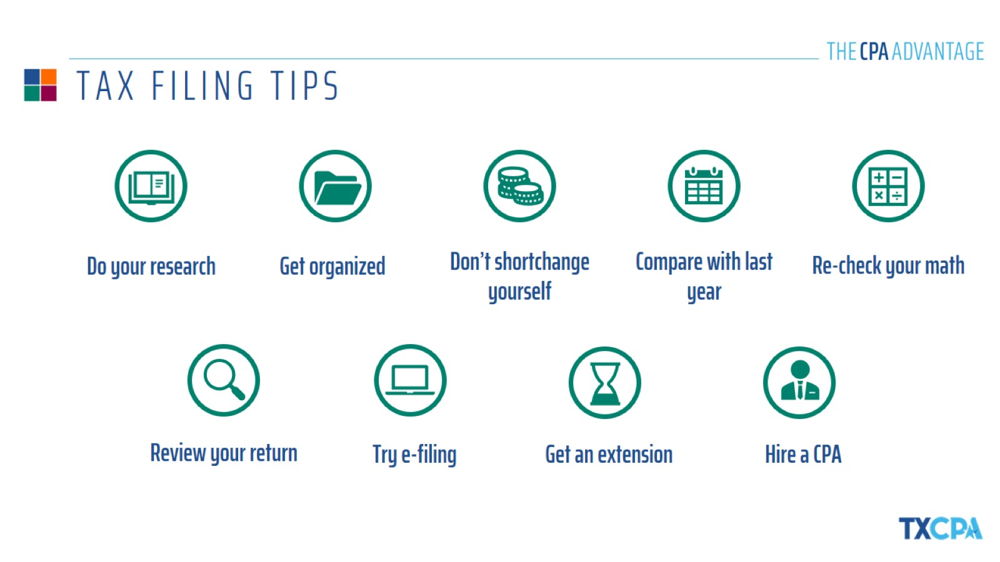 THE CPA ADVANTAGE
TAX FILING TIPS
Do your research
Get organized
Don’t shortchange
yourself
Compare with last
year
Re-check your math
Review your return
Try e-filing
Get an extension
Hire a CPA
TXCPA